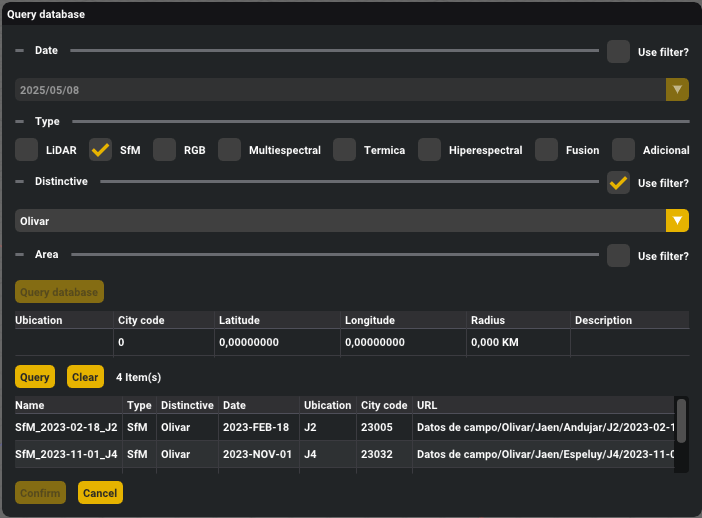 Query database
Date Use filter?
2025/05/08
Type
LiDAR SfM RGB Multiespectral Termica Hiperespectral Fusion Adicional
Distinctive Use filter?
Olivar
Area Use filter?
Query database
Ubication City code Latitude Longitude Radius Description
0 0,00000000 0,00000000 0,000 KM
Query Clear 4 Item(s)
Name Type Distinctive Date Ubication City code URL
SfM_2023-02-18_J2 SfM Olivar 2023-FEB-18 J2 23005 Datos de campo/Olivar/Jaen/Andujar/J2/2023-02-1
SfM_2023-11-01_J4 SfM Olivar 2023-NOV-01 J4 23032 Datos de campo/Olivar/Jaen/Espeluy/J4/2023-11-0
Confirm Cancel